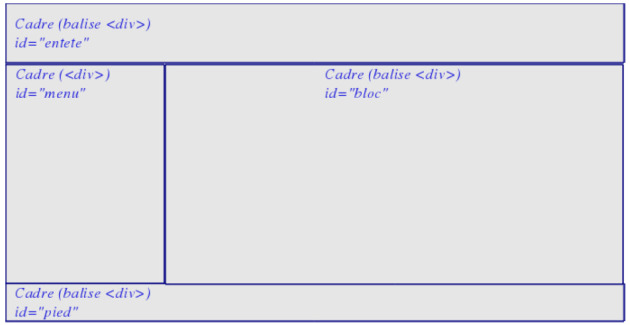 Cadre (balise <div>)
id="entete"
Cadre (<div>)
id="menu"
Cadre (balise <div>)
id="bloc"
Cadre (balise <div>)
id="pied"